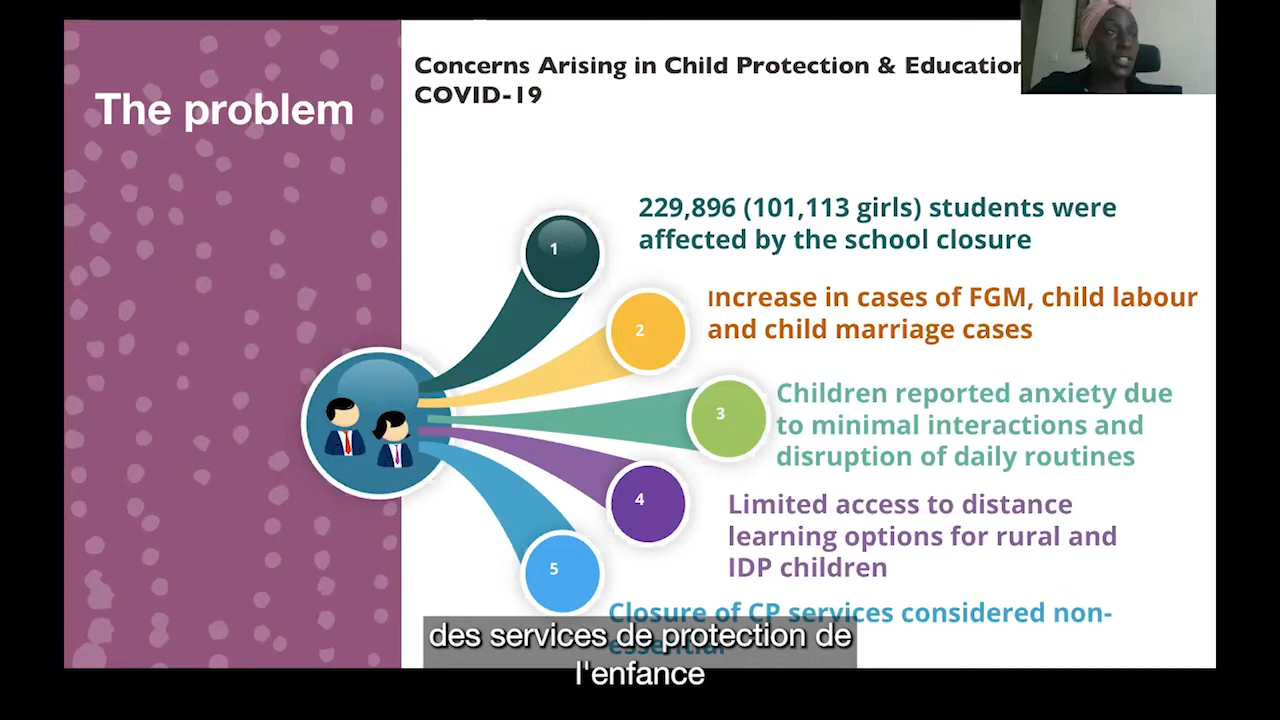 The problem
Concerns Arising in Child Protection & Education
COVID-19
1
229,896 (101,113 girls) students were
affected by the school closure
2
Increase in cases of FGM, child labour
and child marriage cases
3
Children reported anxiety due
to minimal interactions and
disruption of daily routines
4
Limited access to distance
learning options for rural and
IDP children
5
Closure of CP services considered non-
essential
des services de protection de
l'enfance